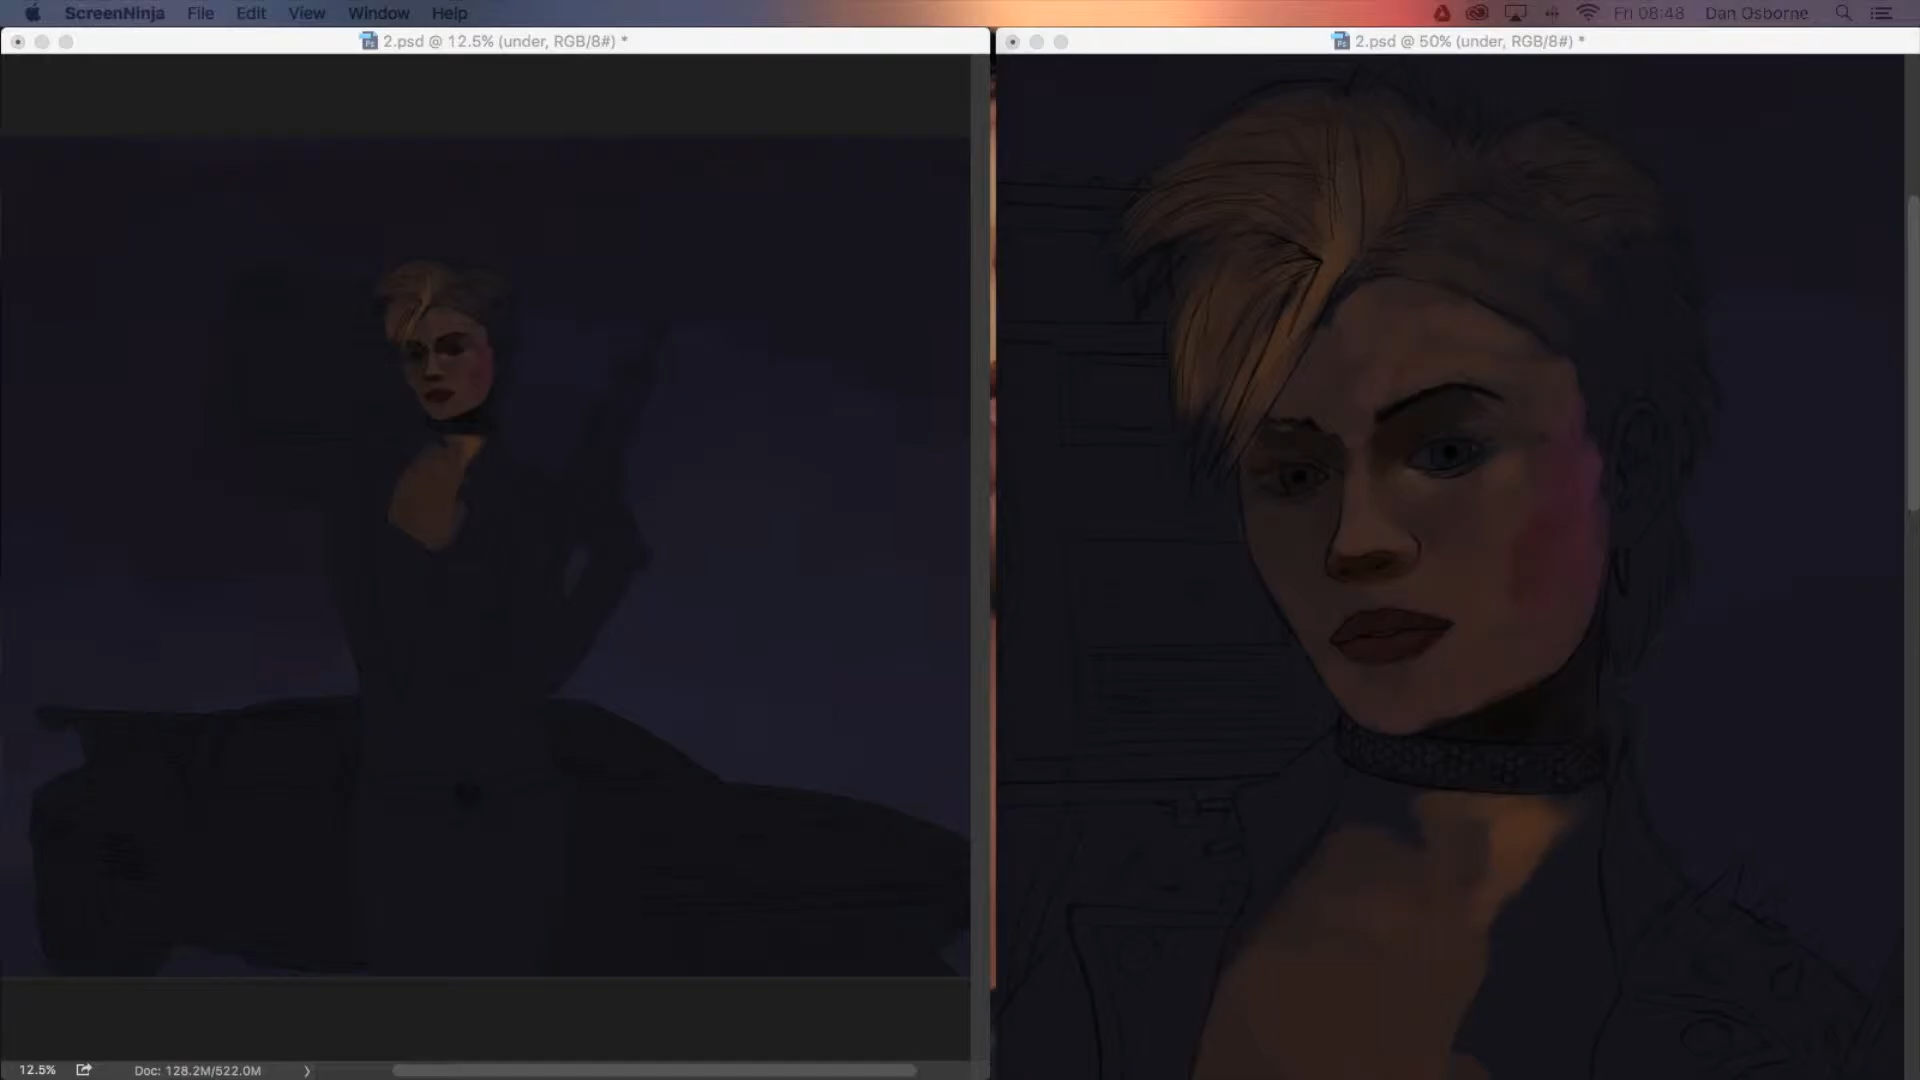 ScreenNinja File Edit View Window Help Fri 08:48 Dan Osborne
2.psd @ 12.5% (under, RGB/8#) *
2.psd @ 50% (under, RGB/8#) *
12.5% Doc: 128.2M/522.0M